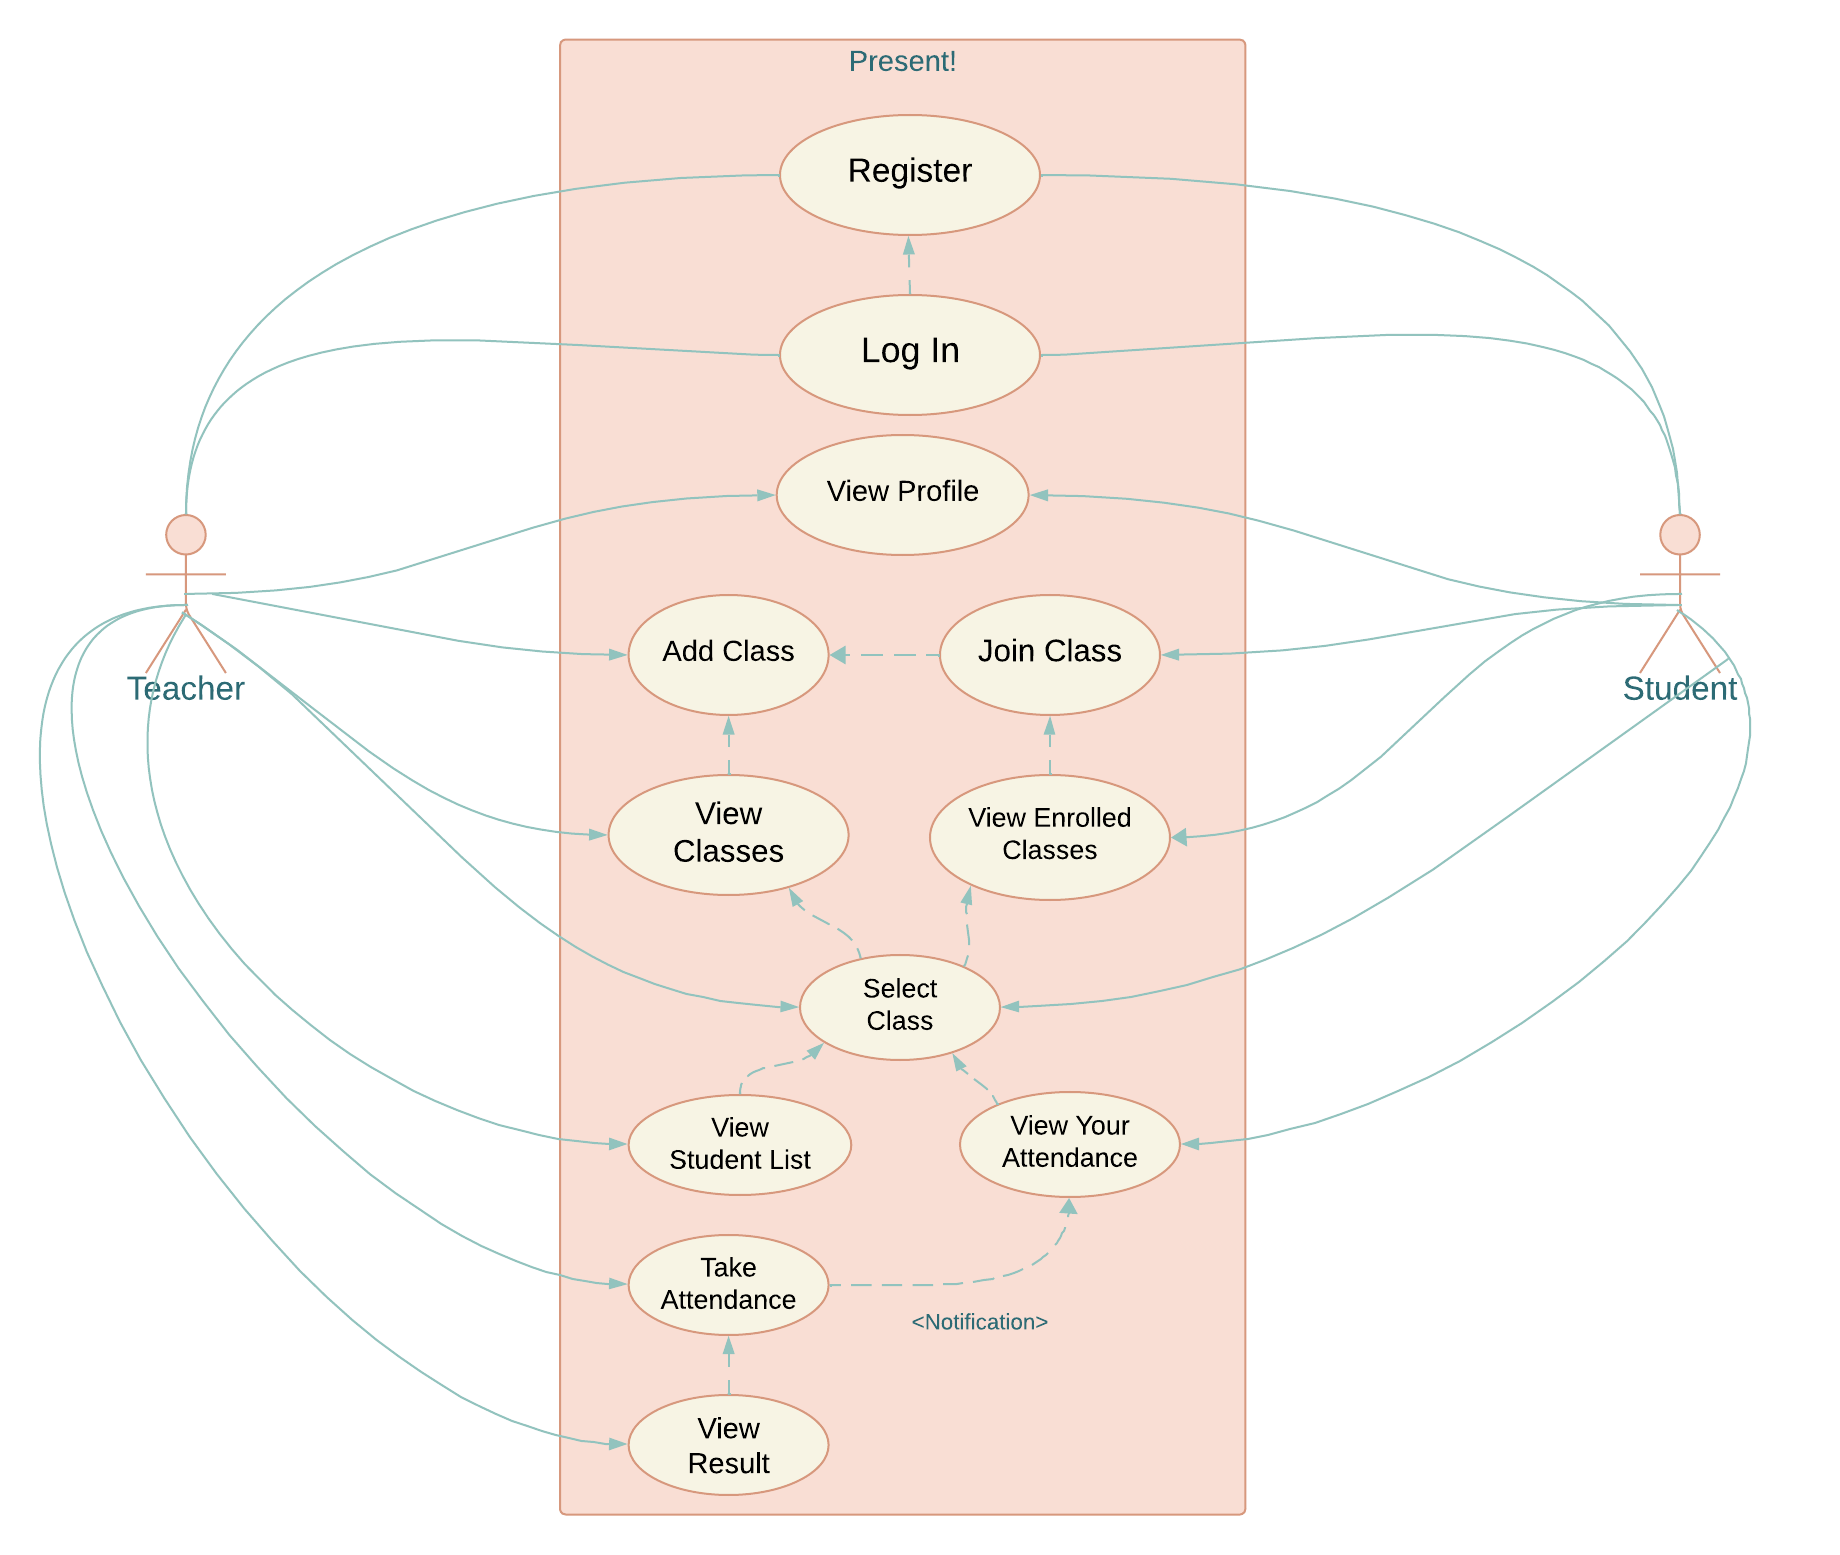 Present!
Register
Log In
View Profile
Add Class
Join Class
Teacher
Student
View
Classes
View Enrolled
Classes
Select
Class
View
Student List
View Your
Attendance
Take
Attendance
<Notification>
View
Result